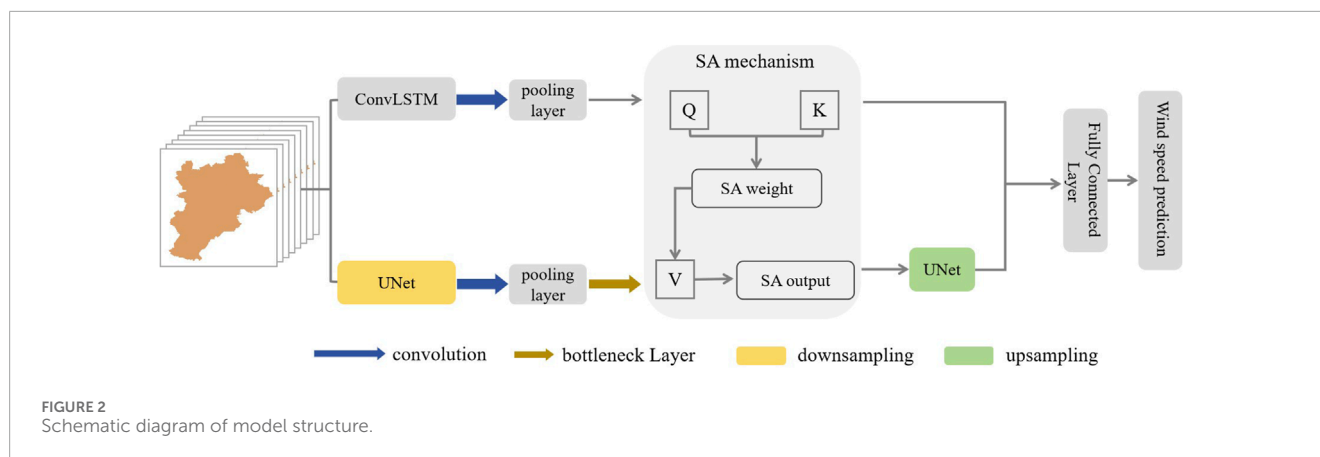 SA mechanism
ConvLSTM
pooling
layer
Q
K
SA weight
UNet
pooling
layer
V
SA output
UNet
Fully Connected
Layer
Wind speed prediction
convolution
bottleneck Layer
downsampling
upsampling
FIGURE 2
Schematic diagram of model structure.